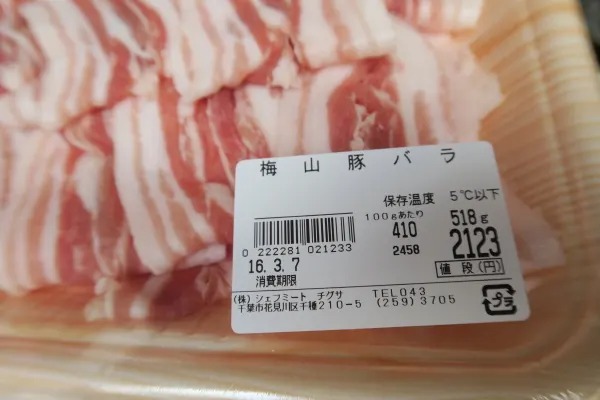 梅山豚バラ
保存温度 5℃以下
100gあたり 518g
410 2123
2458 値段(円)
0 222281 021233
16.3.7
消費期限
(株)シェフミート チグサ TEL043
千葉市花見川区千種210-5 (259)3705
プラ